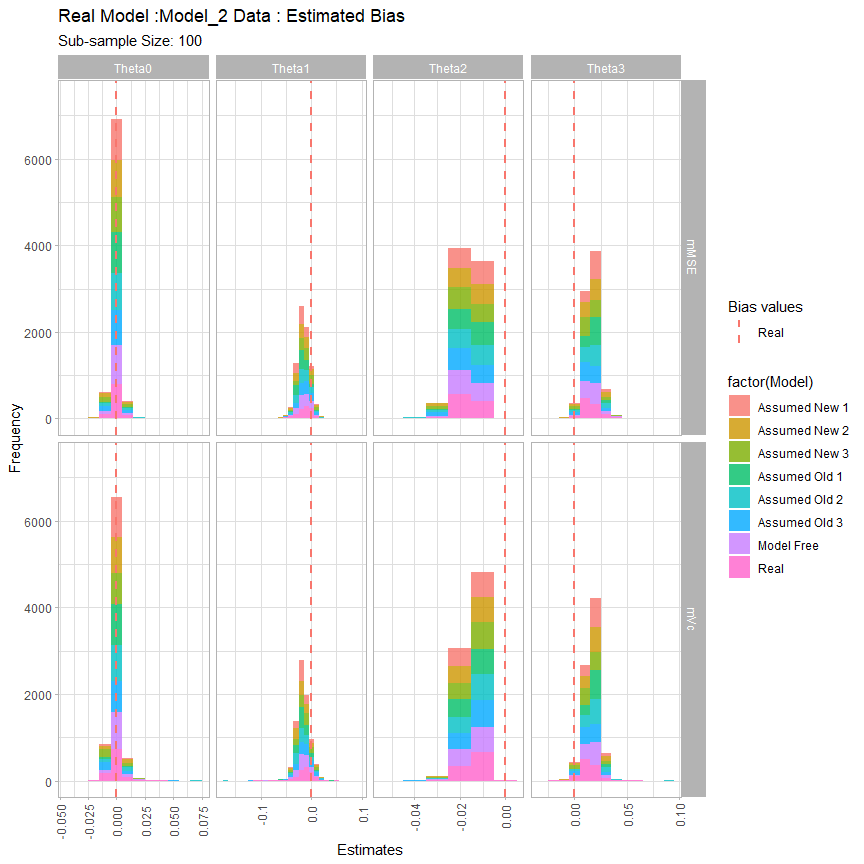 Real Model :Model_2 Data : Estimated Bias
Sub-sample Size: 100
Theta0
Theta1
Theta2
Theta3
6000
4000
2000
0
mMSE
6000
4000
2000
0
mVc
Frequency
-0.050
-0.025
0.000
0.025
0.050
0.075
-0.1
0.0
0.1
-0.04
-0.02
0.00
0.00
0.05
0.10
Estimates
Bias values
Real
factor(Model)
Assumed New 1
Assumed New 2
Assumed New 3
Assumed Old 1
Assumed Old 2
Assumed Old 3
Model Free
Real